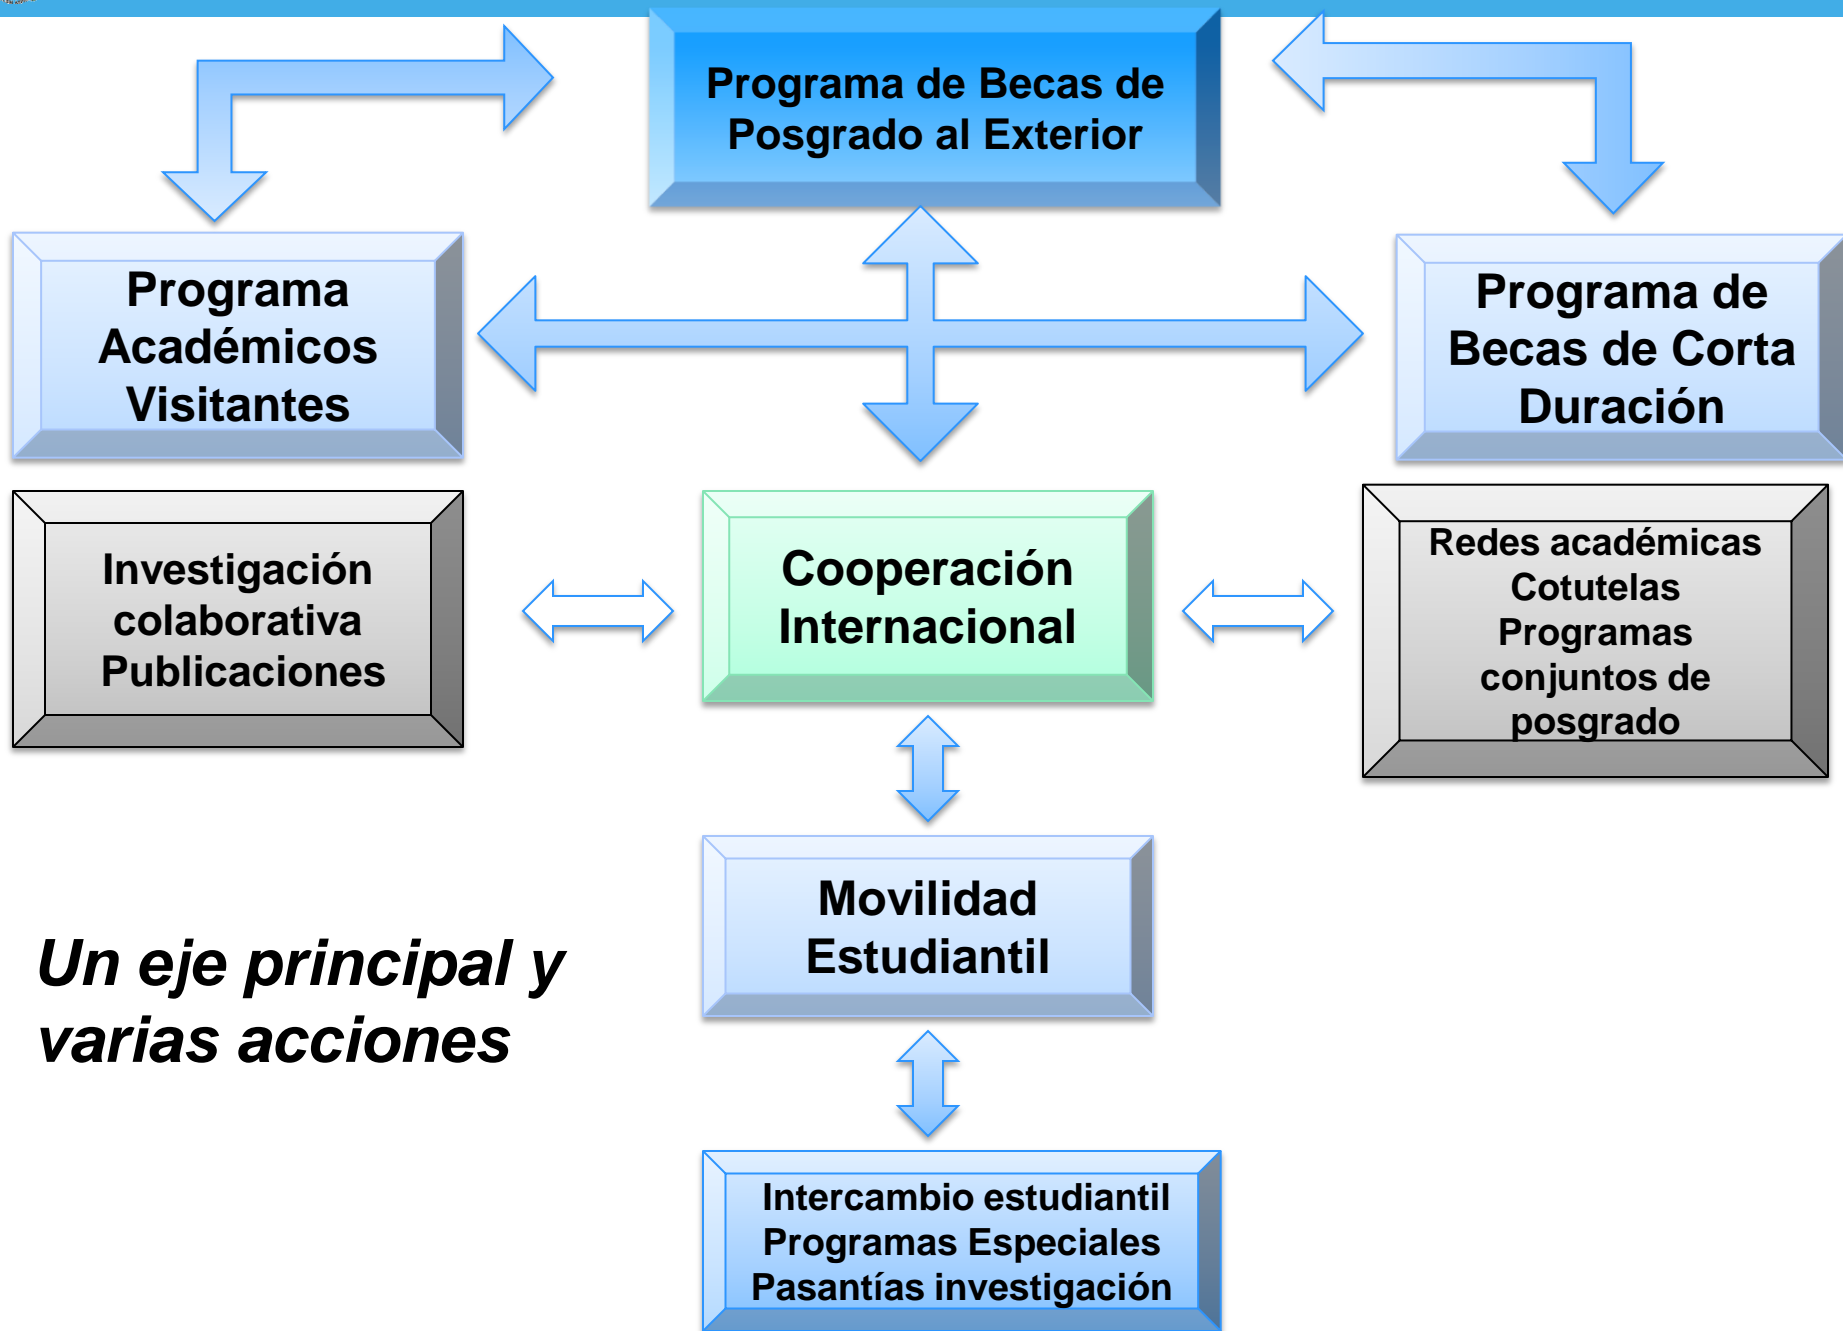 Programa de Becas de
Posgrado al Exterior
Programa
Académicos
Visitantes
Programa de
Becas de Corta
Duración
Investigación
colaborativa
Publicaciones
Cooperación
Internacional
Redes académicas
Cotutelas
Programas
conjuntos de
posgrado
Movilidad
Estudiantil
Un eje principal y
varias acciones
Intercambio estudiantil
Programas Especiales
Pasantías investigación